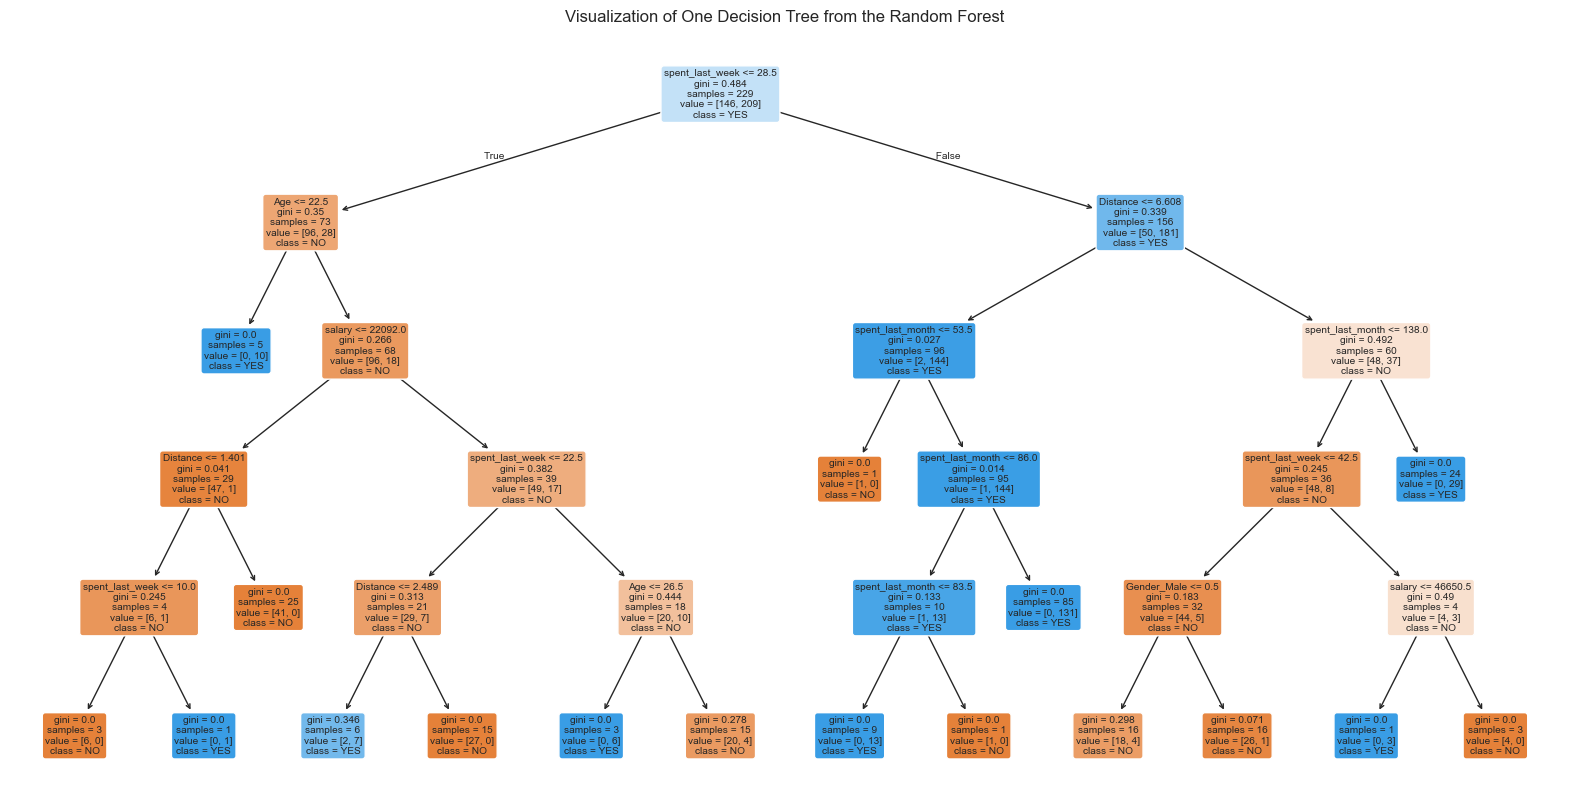 Visualization of One Decision Tree from the Random Forest
spent_last_week <= 28.5
gini = 0.484
samples = 229
value = [146, 209]
class = YES
True
False
Age <= 22.5
gini = 0.35
samples = 73
value = [96, 28]
class = NO
Distance <= 6.608
gini = 0.339
samples = 156
value = [50, 181]
class = YES
gini = 0.0
samples = 5
value = [0, 10]
class = YES
salary <= 22092.0
gini = 0.266
samples = 68
value = [96, 18]
class = NO
spent_last_month <= 53.5
gini = 0.027
samples = 96
value = [2, 144]
class = YES
spent_last_month <= 138.0
gini = 0.492
samples = 60
value = [48, 37]
class = NO
Distance <= 1.401
gini = 0.041
samples = 29
value = [47, 1]
class = NO
spent_last_week <= 22.5
gini = 0.382
samples = 39
value = [49, 17]
class = NO
gini = 0.0
samples = 1
value = [1, 0]
class = NO
spent_last_month <= 86.0
gini = 0.014
samples = 95
value = [1, 144]
class = YES
spent_last_week <= 42.5
gini = 0.245
samples = 36
value = [48, 8]
class = NO
gini = 0.0
samples = 24
value = [0, 29]
class = YES
spent_last_week <= 10.0
gini = 0.245
samples = 4
value = [6, 1]
class = NO
gini = 0.0
samples = 25
value = [41, 0]
class = NO
Distance <= 2.489
gini = 0.313
samples = 21
value = [29, 7]
class = NO
Age <= 26.5
gini = 0.444
samples = 18
value = [20, 10]
class = NO
spent_last_month <= 83.5
gini = 0.133
samples = 10
value = [1, 13]
class = YES
gini = 0.0
samples = 85
value = [0, 131]
class = YES
Gender_Male <= 0.5
gini = 0.183
samples = 32
value = [44, 5]
class = NO
salary <= 46650.5
gini = 0.49
samples = 4
value = [4, 3]
class = NO
gini = 0.0
samples = 3
value = [6, 0]
class = NO
gini = 0.0
samples = 1
value = [0, 1]
class = YES
gini = 0.346
samples = 6
value = [2, 7]
class = YES
gini = 0.0
samples = 15
value = [27, 0]
class = NO
gini = 0.0
samples = 3
value = [0, 6]
class = YES
gini = 0.278
samples = 15
value = [20, 4]
class = NO
gini = 0.0
samples = 9
value = [0, 13]
class = YES
gini = 0.0
samples = 1
value = [1, 0]
class = NO
gini = 0.298
samples = 16
value = [18, 4]
class = NO
gini = 0.071
samples = 16
value = [26, 1]
class = NO
gini = 0.0
samples = 1
value = [0, 3]
class = YES
gini = 0.0
samples = 3
value = [4, 0]
class = NO